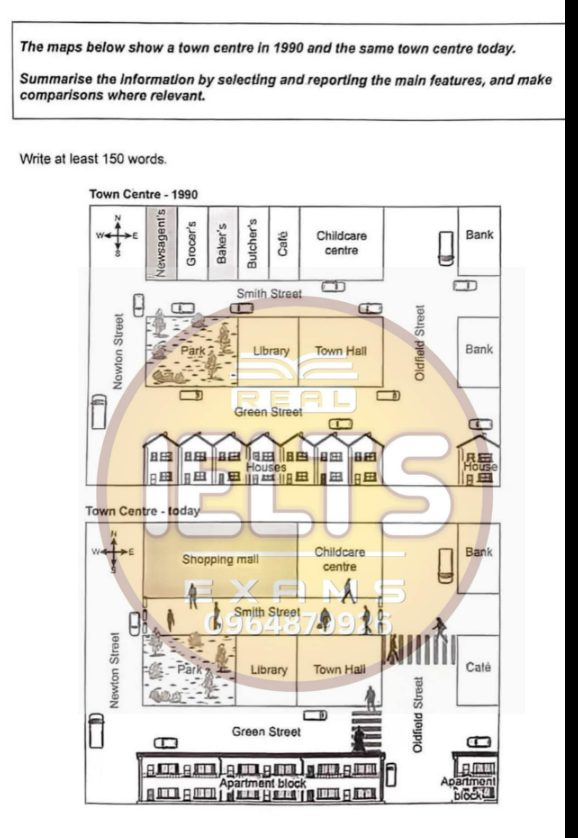 The maps below show a town centre in 1990 and the same town centre today.
Summarise the information by selecting and reporting the main features, and make
comparisons where relevant.
Write at least 150 words.
Town Centre - 1990
N
W E
S
Newsagent's
Grocer's
Baker's
Butcher's
Café
Childcare
centre
Bank
Smith Street
Newton Street
Park
Library
Town Hall
Oldfield Street
Bank
REAL
Green Street
IELTS
Houses
House
Town Centre - today
N
W E
S
Shopping mall
Childcare
centre
Bank
EXAMS
Smith Street
0964879925
Newton Street
Park
Library
Town Hall
Oldfield Street
Café
Green Street
Apartment block
Apartment
block